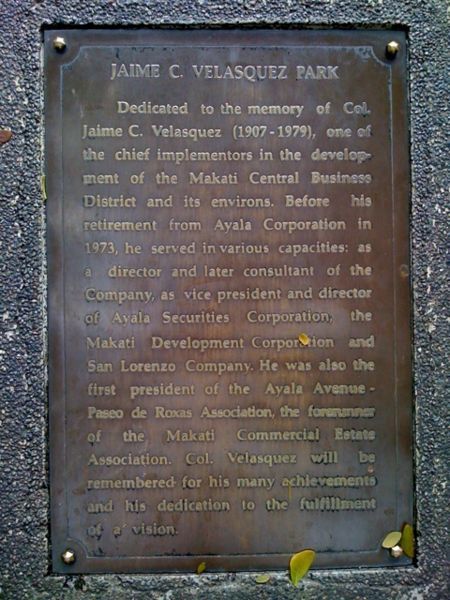 JAIME C. VELASQUEZ PARK
Dedicated to the memory of Col.
Jaime C. Velasquez (1907-1979), one of
the chief implementors in the develop-
ment of the Makati Central Business
District and its environs. Before his
retirement from Ayala Corporation in
1973, he served in various capacities: as
a director and later consultant of the
Company, as vice president and director
of Ayala Securities Corporation, the
Makati Development Corporation and
San Lorenzo Company. He was also the
first president of the Ayala Avenue -
Paseo de Roxas Association, the forerunner
of the Makati Commercial Estate
Association. Col. Velasquez will be
remembered for his many achievements
and his dedication to the fulfillment
of a vision.